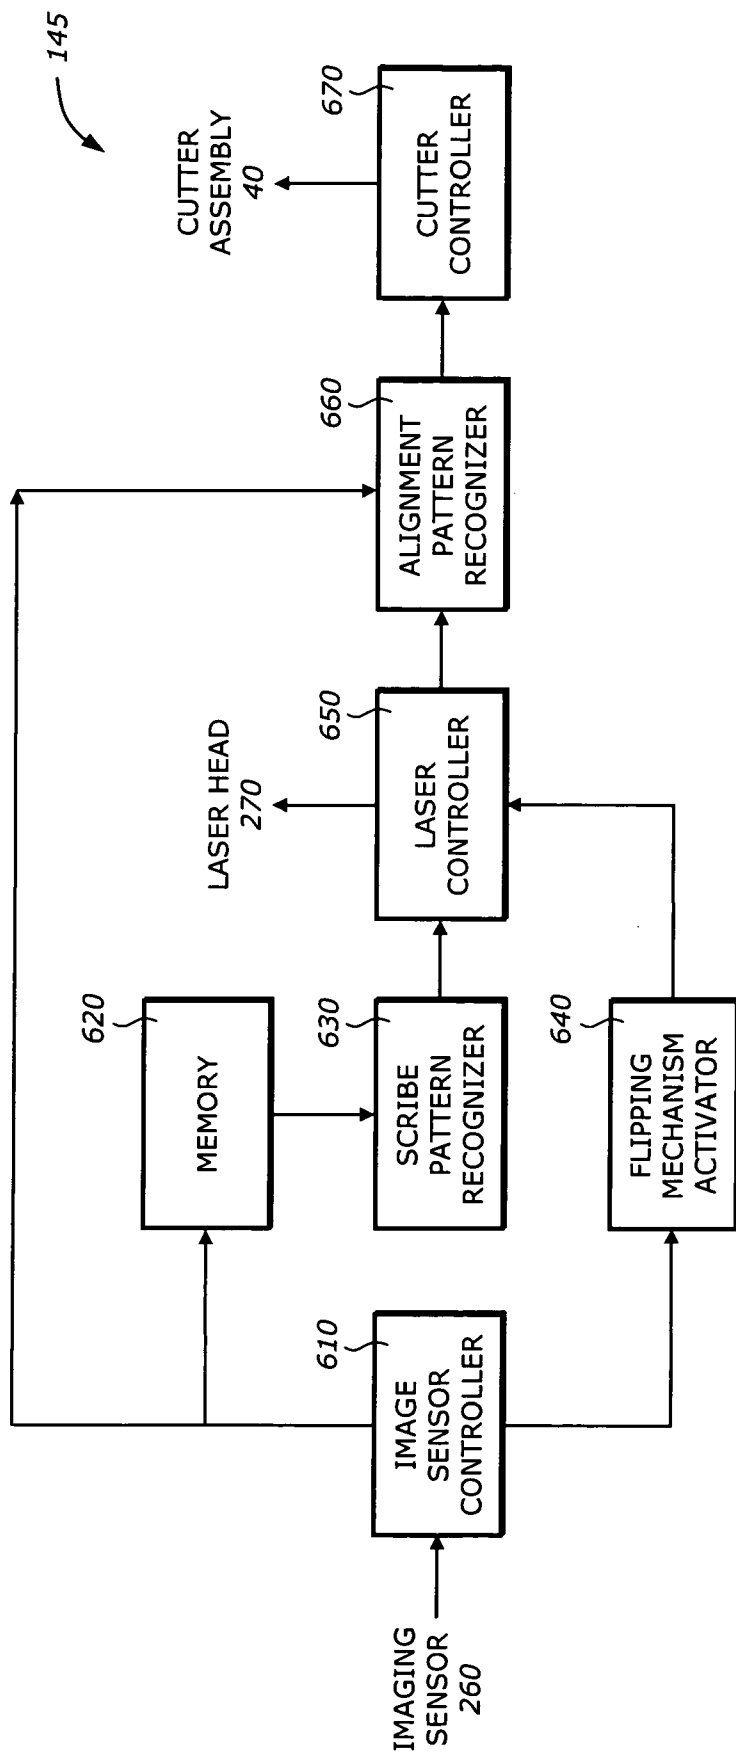 145
IMAGING
SENSOR
260
610
IMAGE
SENSOR
CONTROLLER
620
MEMORY
630
SCRIBE
PATTERN
RECOGNIZER
640
FLIPPING
MECHANISM
ACTIVATOR
LASER HEAD
270
650
LASER
CONTROLLER
660
ALIGNMENT
PATTERN
RECOGNIZER
CUTTER
ASSEMBLY
40
670
CUTTER
CONTROLLER